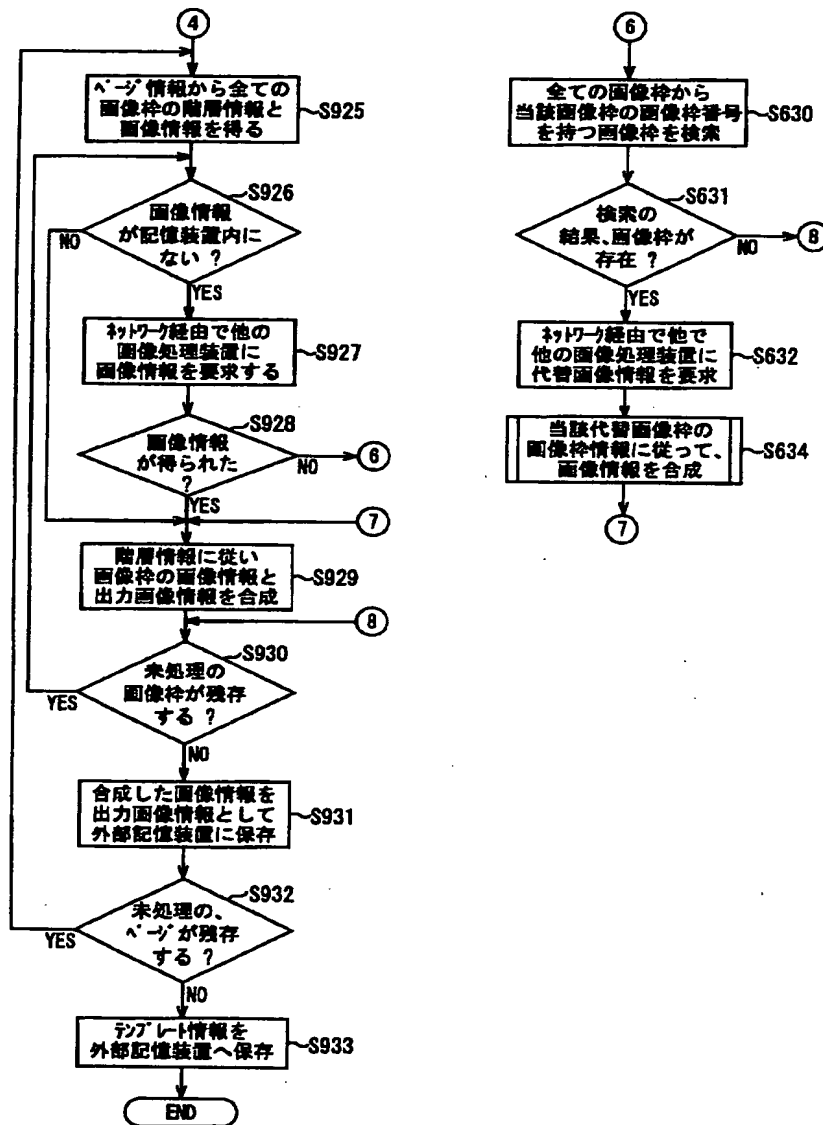 ④
ページ情報から全ての
画像枠の階層情報と
画像情報を得る
S925
S926
画像情報
が記憶装置内に
ない ?
NO
YES
ネットワーク経由で他の
画像処理装置に
画像情報を要求する
S927
S928
画像情報
が得られた
?
NO
⑥
YES
⑦
階層情報に従い
画像枠の画像情報と
出力画像情報を合成
S929
⑧
S930
未処理の
画像枠が残存
する ?
YES
NO
合成した画像情報を
出力画像情報として
外部記憶装置に保存
S931
S932
未処理の、
ページが残存
する ?
YES
NO
テンプレート情報を
外部記憶装置へ保存
S933
END
⑥
全ての画像枠から
当該画像枠の画像枠番号
を持つ画像枠を検索
S630
S631
検索の
結果、画像枠が
存在 ?
NO
⑧
YES
ネットワーク経由で他で
他の画像処理装置に
代替画像情報を要求
S632
当該代替画像枠の
画像枠情報に従って、
画像情報を合成
S634
⑦